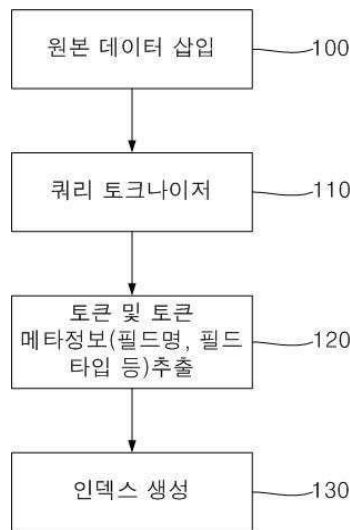 원본 데이터 삽입
100
쿼리 토크나이저
110
토큰 및 토큰
메타정보(필드명, 필드
타입 등)추출
120
인덱스 생성
130